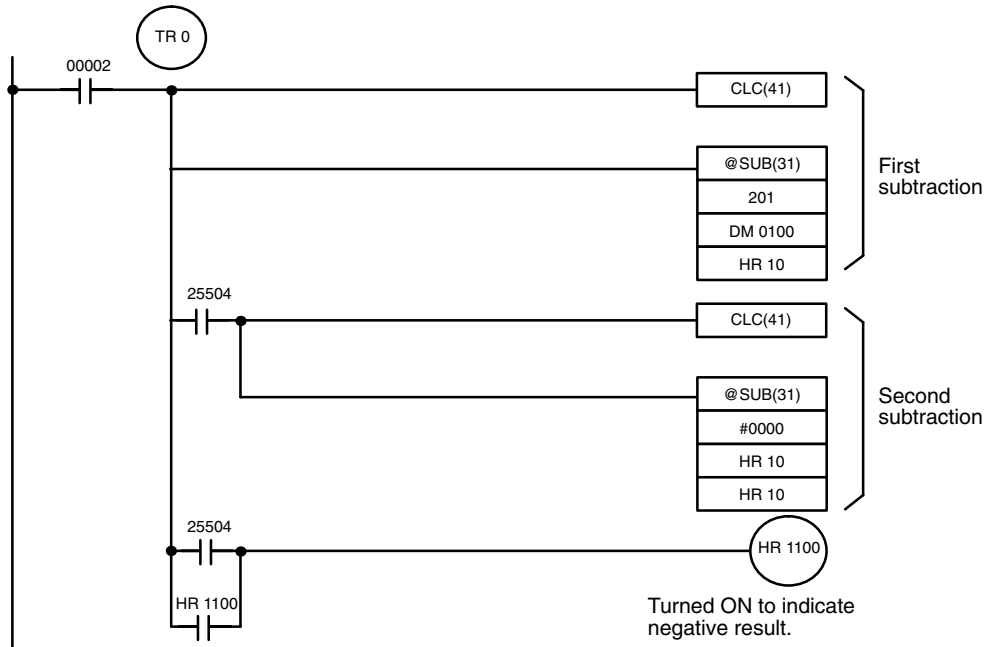 TR 0
00002
CLC(41)
@SUB(31)
201
DM 0100
HR 10
First
subtraction
25504
CLC(41)
@SUB(31)
#0000
HR 10
HR 10
Second
subtraction
25504
HR 1100
HR 1100
Turned ON to indicate
negative result.